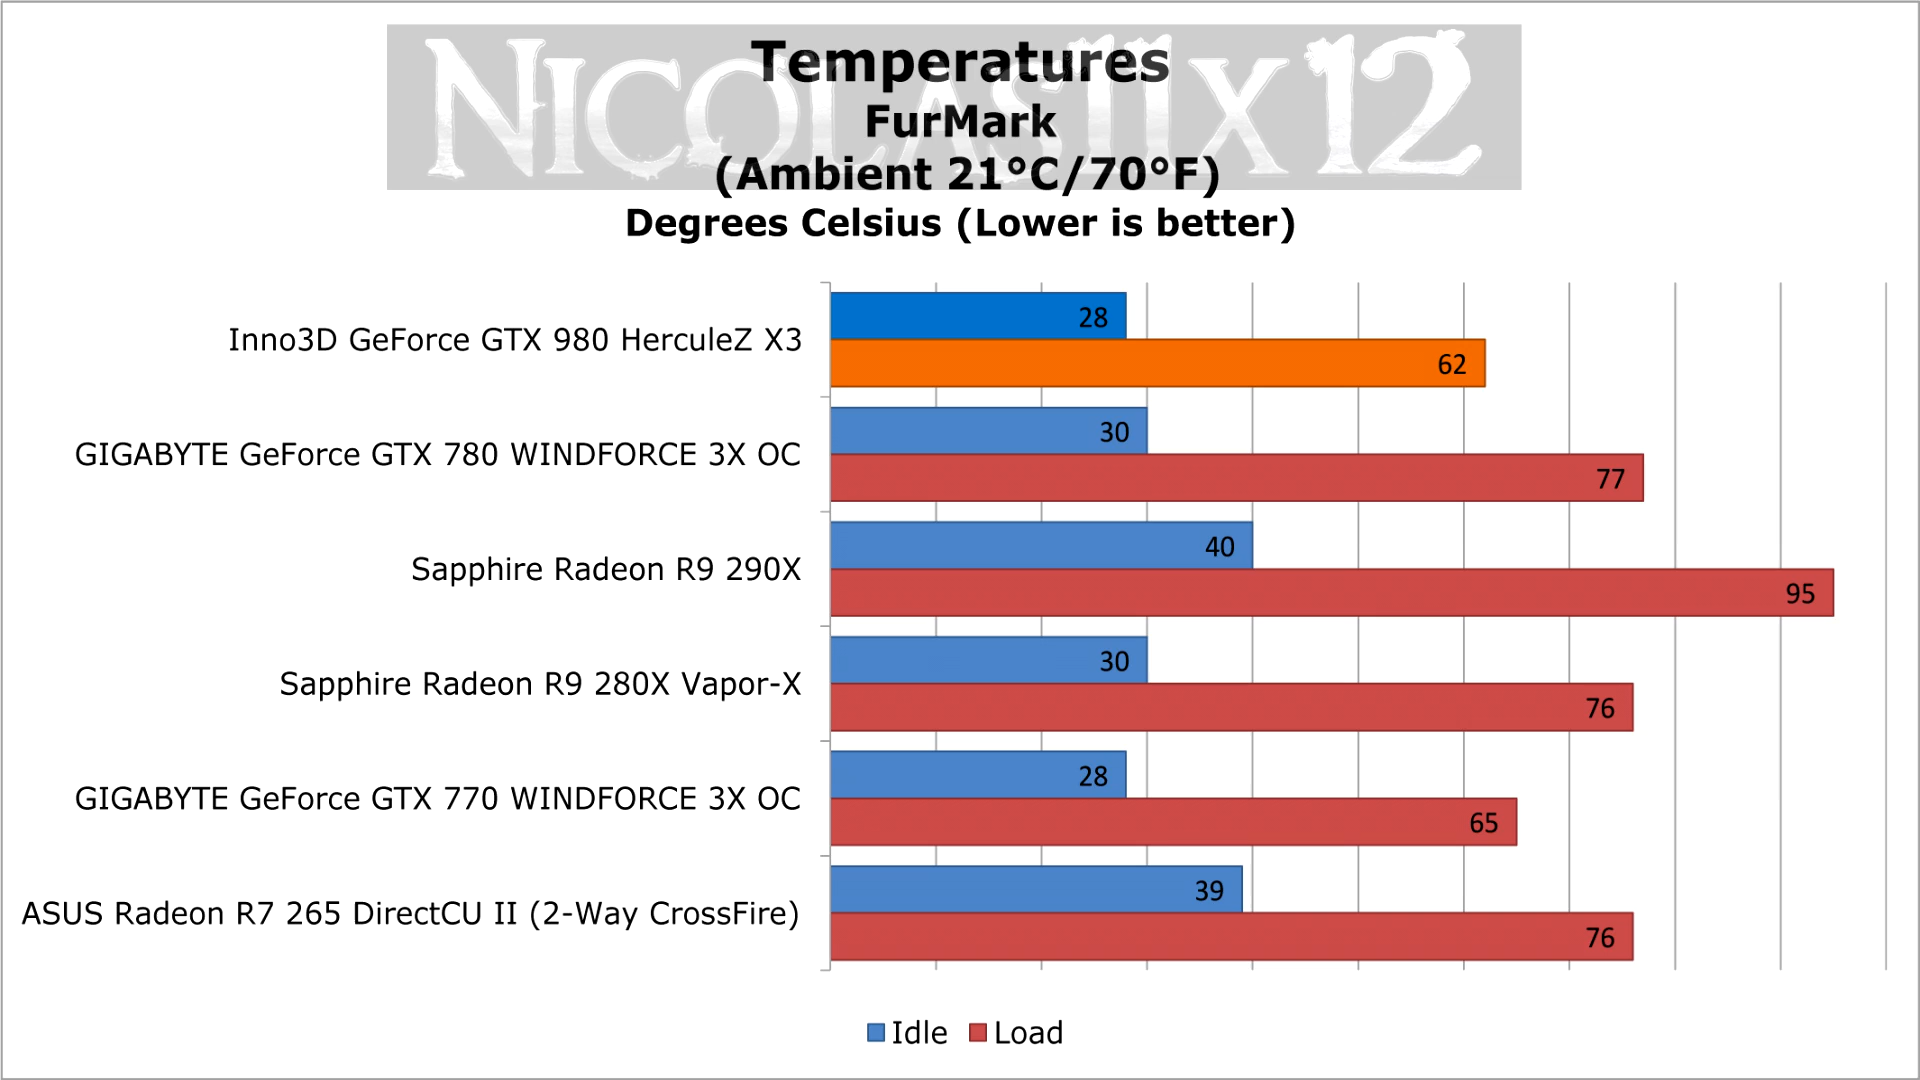 Nicolas11x12
Temperatures
FurMark
(Ambient 21°C/70°F)
Degrees Celsius (Lower is better)
Inno3D GeForce GTX 980 HerculeZ X3
28
62
GIGABYTE GeForce GTX 780 WINDFORCE 3X OC
30
77
Sapphire Radeon R9 290X
40
95
Sapphire Radeon R9 280X Vapor-X
30
76
GIGABYTE GeForce GTX 770 WINDFORCE 3X OC
28
65
ASUS Radeon R7 265 DirectCU II (2-Way CrossFire)
39
76
Idle
Load